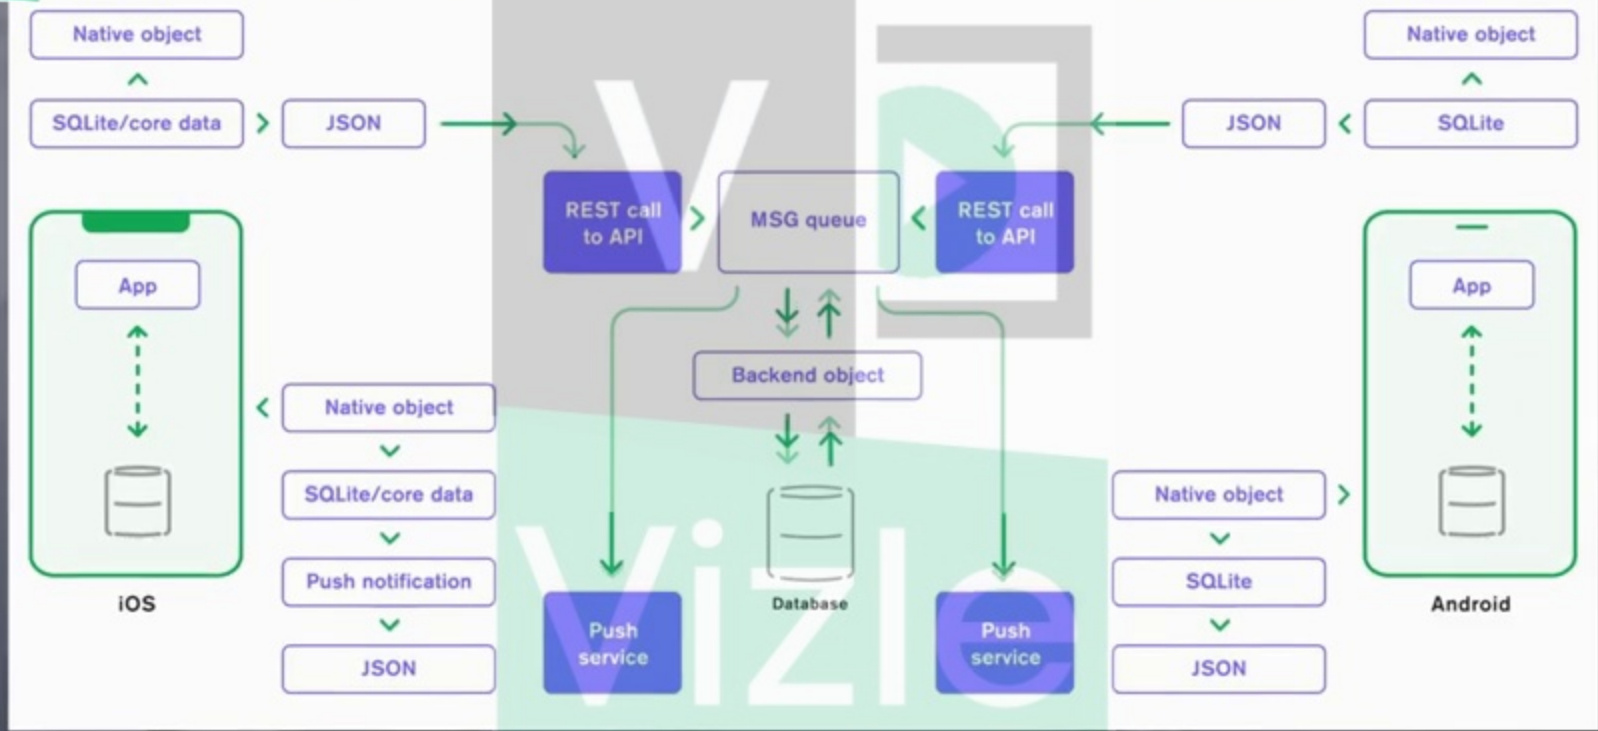 Native object
SQLite/core data
JSON
JSON
Native object
SQLite
REST call
to API
MSG queue
REST call
to API
App
App
Backend object
Native object
SQLite/core data
Push notification
JSON
iOS
Push
service
Database
Push
service
Native object
SQLite
JSON
Android
V
Vizle